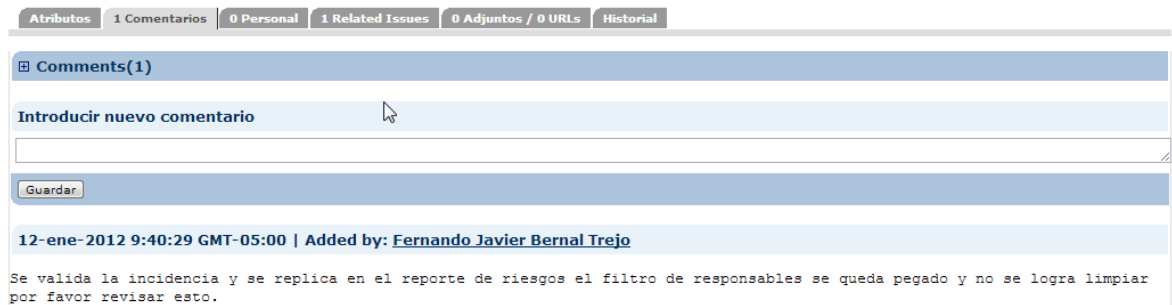 Atributos 1 Comentarios 0 Personal 1 Related Issues 0 Adjuntos / 0 URLs Historial
Comments(1)
Introducir nuevo comentario
Guardar
12-ene-2012 9:40:29 GMT-05:00 | Added by: Fernando Javier Bernal Trejo
Se valida la incidencia y se replica en el reporte de riesgos el filtro de responsables se queda pegado y no se logra limpiar
por favor revisar esto.